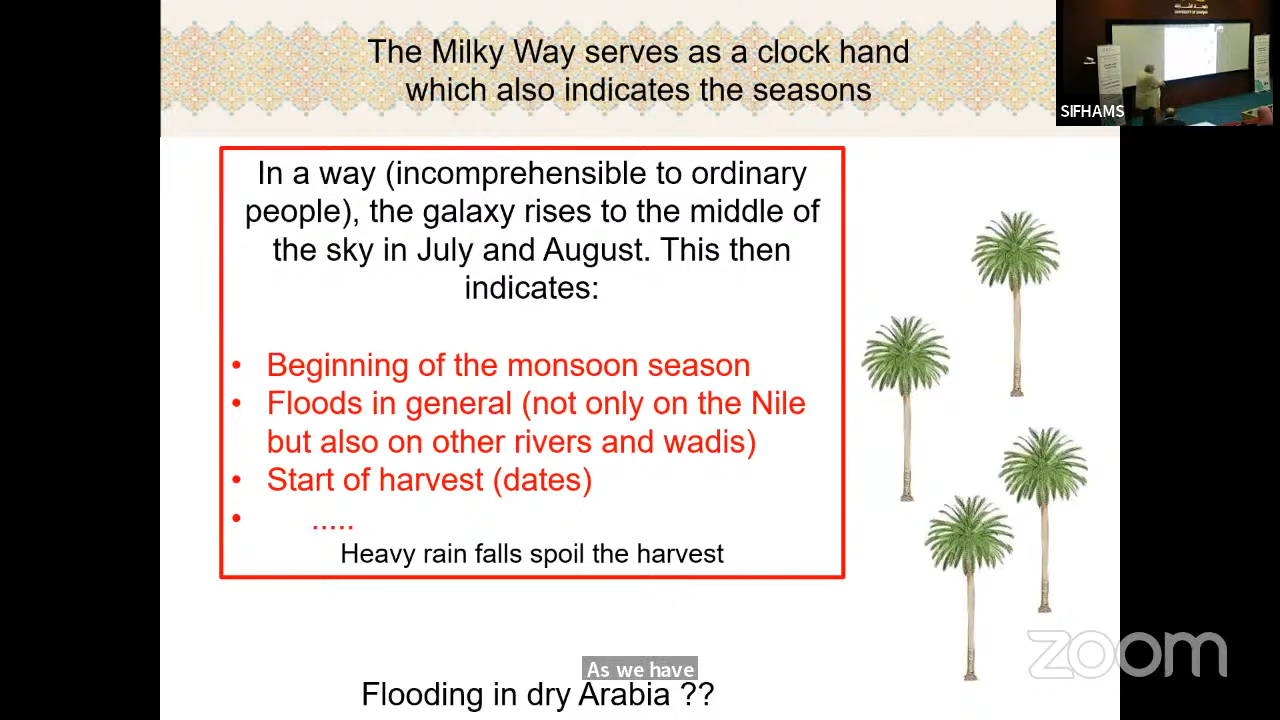 The Milky Way serves as a clock hand
which also indicates the seasons
SIFHAMS
In a way (incomprehensible to ordinary
people), the galaxy rises to the middle of
the sky in July and August. This then
indicates:
• Beginning of the monsoon season
• Floods in general (not only on the Nile
but also on other rivers and wadis)
• Start of harvest (dates)
• .....
Heavy rain falls spoil the harvest
zoom
As we have
Flooding in dry Arabia ??